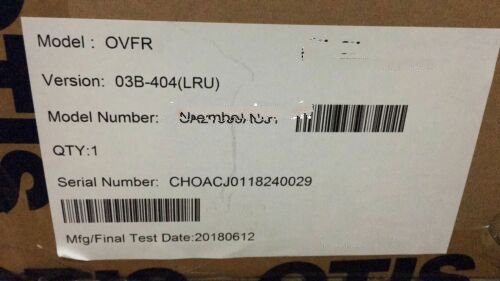 Model : OVFR
Version: 03B-404(LRU)
Model Number:
QTY:1
Serial Number: CHOACJ0118240029
Mfg/Final Test Date:20180612
OTIS